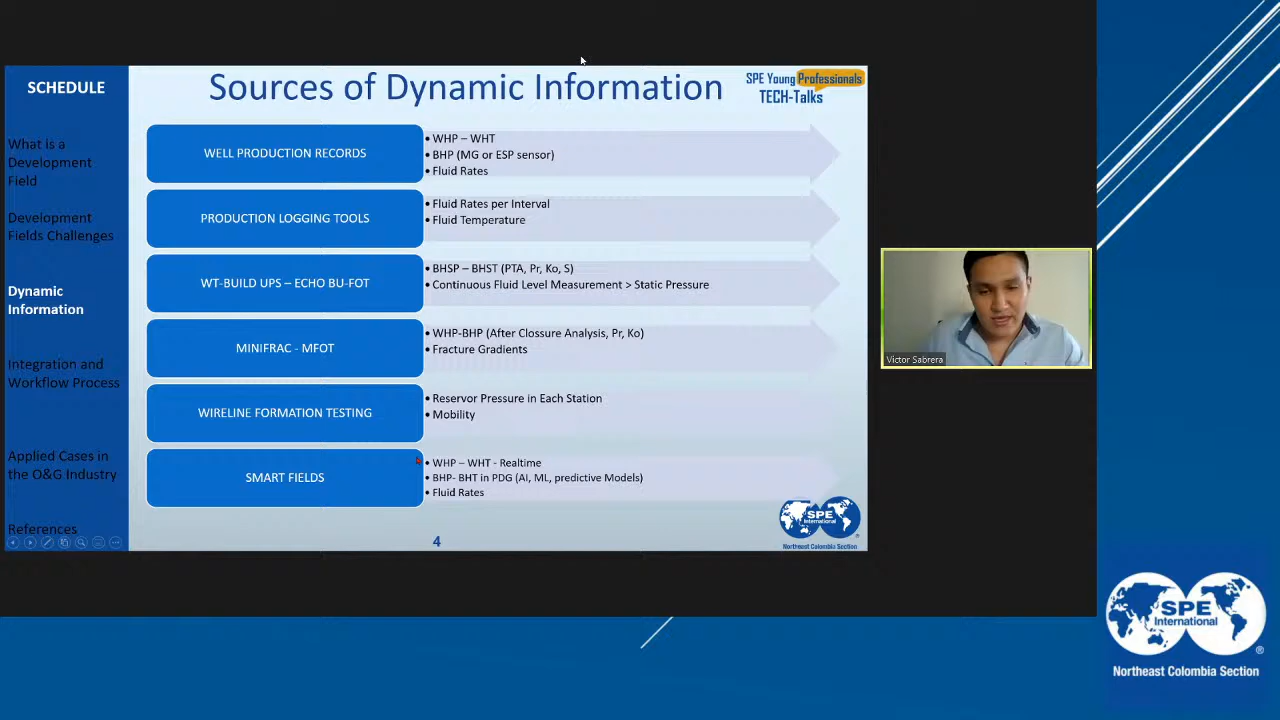 SCHEDULE
What is a
Development
Field
Development
Fields Challenges
Dynamic
Information
Integration and
Workflow Process
Applied Cases in
the O&G Industry
References
Sources of Dynamic Information
SPE Young Professionals
TECH-Talks
WELL PRODUCTION RECORDS
• WHP – WHT
• BHP (MG or ESP sensor)
• Fluid Rates
PRODUCTION LOGGING TOOLS
• Fluid Rates per Interval
• Fluid Temperature
WT-BUILD UPS – ECHO BU-FOT
• BHSP – BHST (PTA, Pr, Ko, S)
• Continuous Fluid Level Measurement > Static Pressure
MINIFRAC - MFOT
• WHP-BHP (After Clossure Analysis, Pr, Ko)
• Fracture Gradients
WIRELINE FORMATION TESTING
• Reservor Pressure in Each Station
• Mobility
SMART FIELDS
• WHP – WHT - Realtime
• BHP- BHT in PDG (AI, ML, predictive Models)
• Fluid Rates
4
SPE
International
Northeast Colombia Section
Victor Sabrera
SPE
International
Northeast Colombia Section